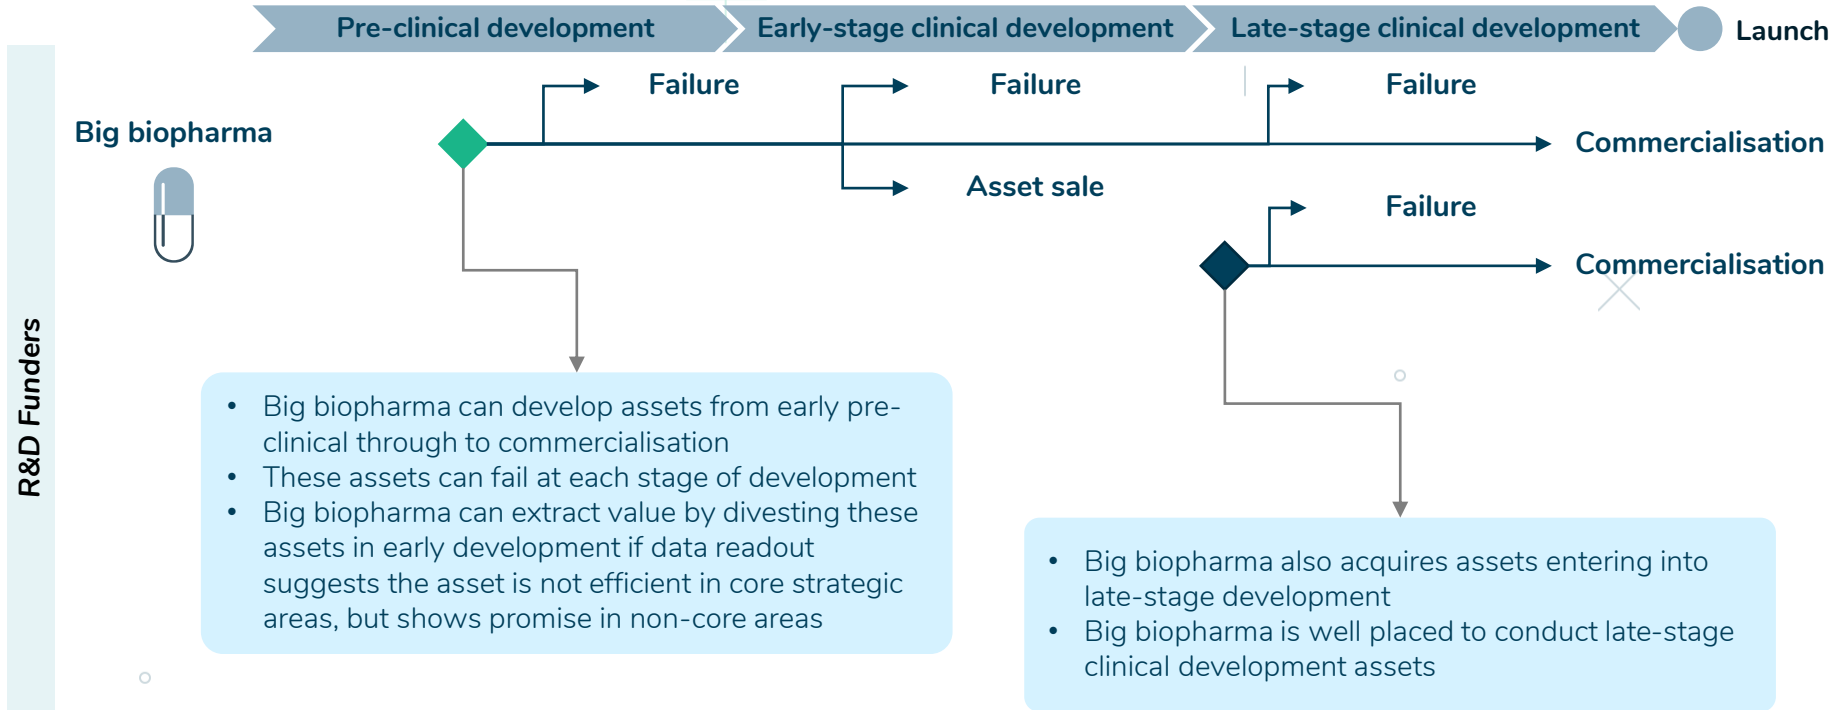 Pre-clinical development
Early-stage clinical development
Late-stage clinical development
Launch
Failure
Failure
Failure
Big biopharma
Commercialisation
Asset sale
Failure
Commercialisation
R&D Funders
• Big biopharma can develop assets from early pre-
clinical through to commercialisation
• These assets can fail at each stage of development
• Big biopharma can extract value by divesting these
assets in early development if data readout
suggests the asset is not efficient in core strategic
areas, but shows promise in non-core areas
• Big biopharma also acquires assets entering into
late-stage development
• Big biopharma is well placed to conduct late-stage
clinical development assets